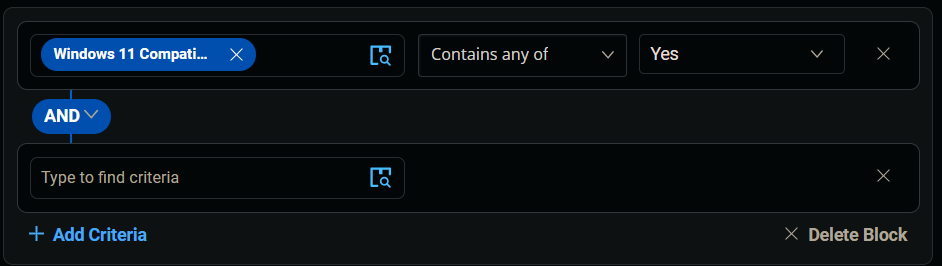 Windows 11 Compati... Contains any of Yes
AND
Type to find criteria
Add Criteria Delete Block